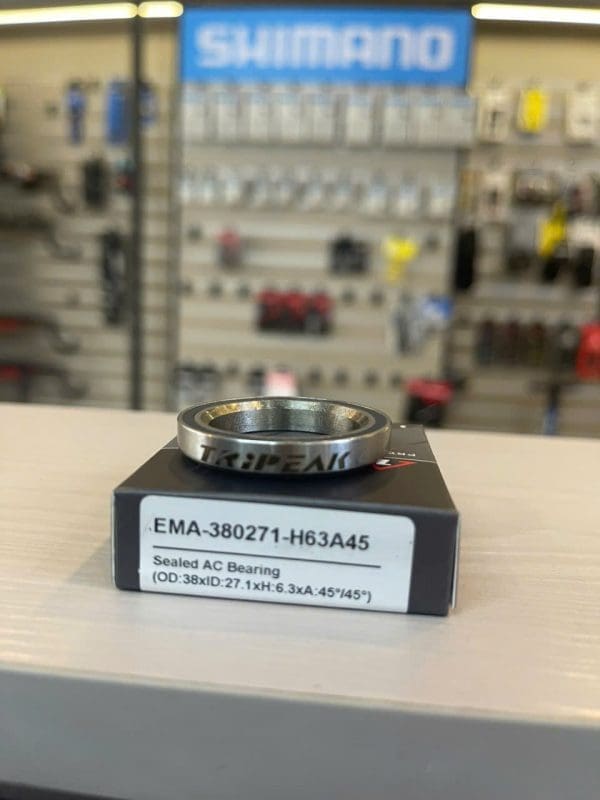 SHIMANO
TRiPEAK
EMA-380271-H63A45
Sealed AC Bearing
(OD:38xID:27.1xH:6.3xA:45°/45°)